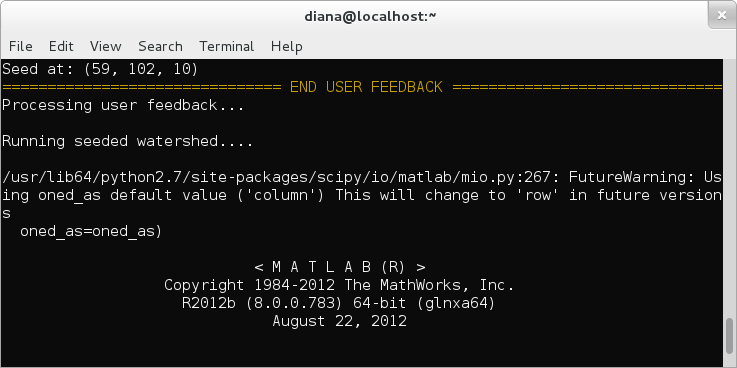 diana@localhost:~
File Edit View Search Terminal Help
Seed at: (59, 102, 10)
=============================== END USER FEEDBACK ==============================
Processing user feedback...
Running seeded watershed....
/usr/lib64/python2.7/site-packages/scipy/io/matlab/mio.py:267: FutureWarning: Us
ing oned_as default value ('column') This will change to 'row' in future version
s
  oned_as=oned_as)
< M A T L A B (R) >
Copyright 1984-2012 The MathWorks, Inc.
R2012b (8.0.0.783) 64-bit (glnxa64)
August 22, 2012